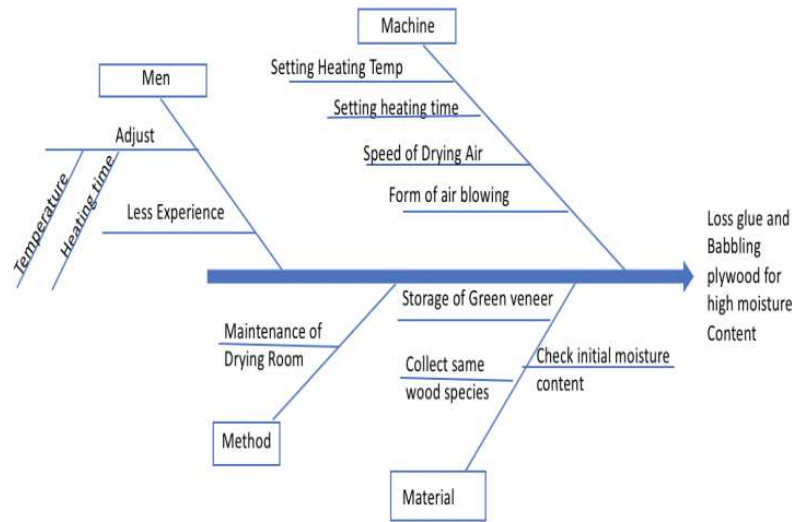 Machine
Men
Setting Heating Temp
Setting heating time
Adjust
Speed of Drying Air
Temperature
Heating time
Form of air blowing
Less Experience
Loss glue and
Babbling
plywood for
high moisture
Content
Storage of Green veneer
Maintenance of
Drying Room
Collect same
wood species
Check initial moisture
content
Method
Material